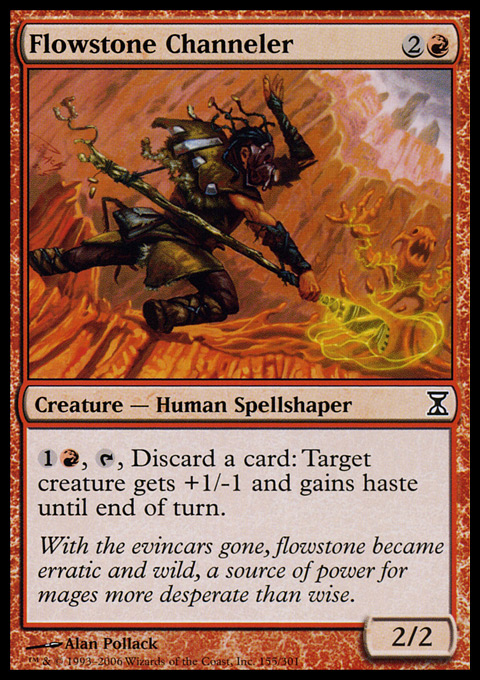 Flowstone Channeler 2
Creature — Human Spellshaper
1 , , Discard a card: Target
creature gets +1/-1 and gains haste
until end of turn.
With the evincars gone, flowstone became
erratic and wild, a source of power for
mages more desperate than wise.
2/2
Alan Pollack
™ & © 1993–2006 Wizards of the Coast, Inc. 155/301